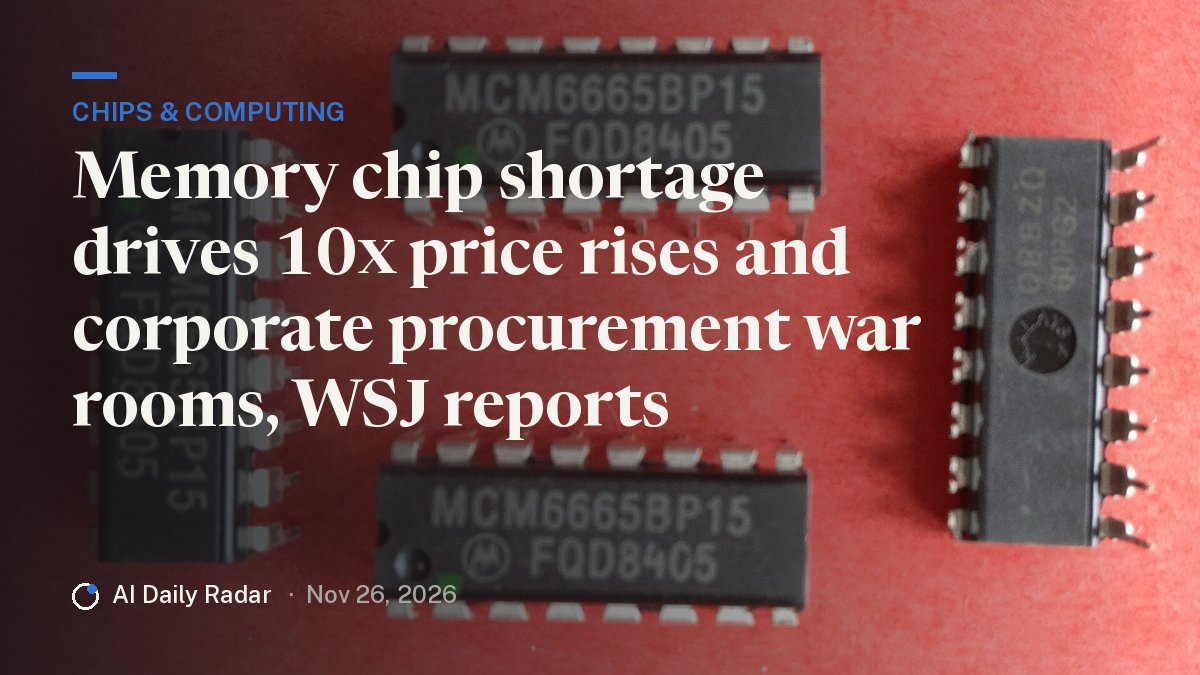 CHIPS & COMPUTING
Memory chip shortage
drives 10x price rises and
corporate procurement war
rooms, WSJ reports
AI Daily Radar · Nov 26, 2026
MCM6665BP15
FQD8405
MCM6665BP15
FQD8405